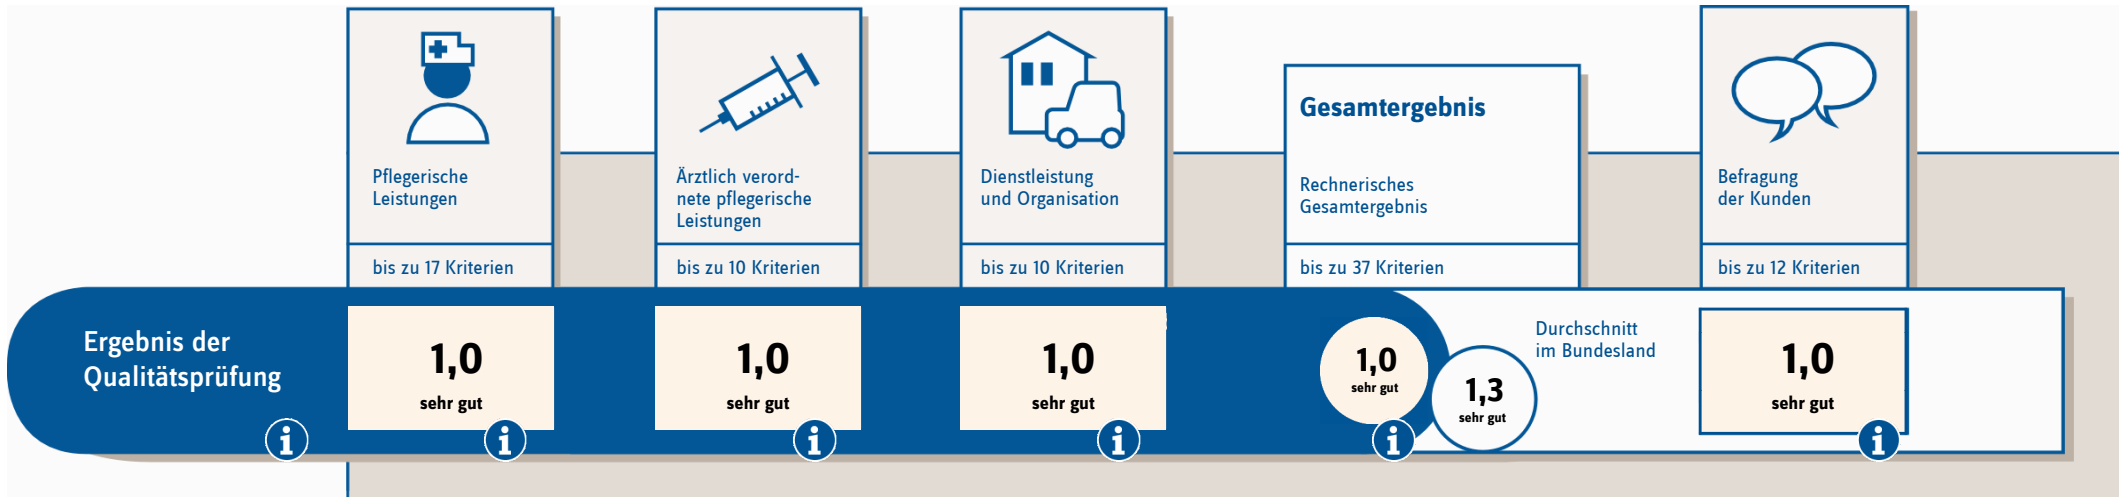 Pflegerische
Leistungen
bis zu 17 Kriterien
Ärztlich verord-
nete pflegerische
Leistungen
bis zu 10 Kriterien
Dienstleistung
und Organisation
bis zu 10 Kriterien
Gesamtergebnis
Rechnerisches
Gesamtergebnis
bis zu 37 Kriterien
Befragung
der Kunden
bis zu 12 Kriterien
Ergebnis der
Qualitätsprüfung
i
1,0
sehr gut
i
1,0
sehr gut
i
1,0
sehr gut
i
1,0
sehr gut
i
1,3
sehr gut
Durchschnitt
im Bundesland
1,0
sehr gut
i